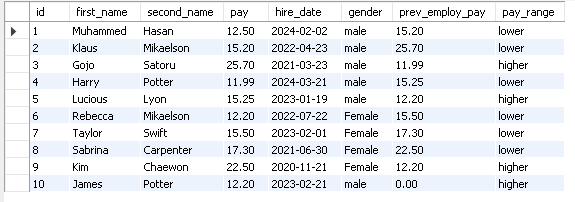 id first_name second_name pay hire_date gender prev_employ_pay pay_range
1 Muhammed Hasan 12.50 2024-02-02 male 15.20 lower
2 Klaus Mikaelson 15.20 2022-04-23 male 25.70 lower
3 Gojo Satoru 25.70 2021-03-23 male 11.99 higher
4 Harry Potter 11.99 2024-03-21 male 15.25 lower
5 Lucious Lyon 15.25 2023-01-19 male 12.20 higher
6 Rebecca Mikaelson 12.20 2022-07-22 Female 15.50 lower
7 Taylor Swift 15.50 2023-02-01 Female 17.30 lower
8 Sabrina Carpenter 17.30 2021-06-30 Female 22.50 lower
9 Kim Chaewon 22.50 2020-11-21 Female 12.20 higher
10 James Potter 12.20 2023-02-21 male 0.00 higher